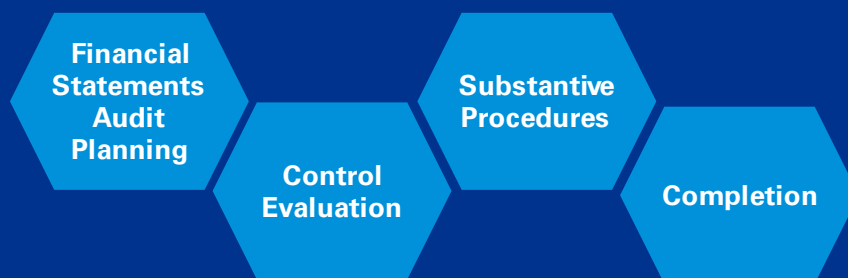 Financial
Statements
Audit
Planning
Control
Evaluation
Substantive
Procedures
Completion